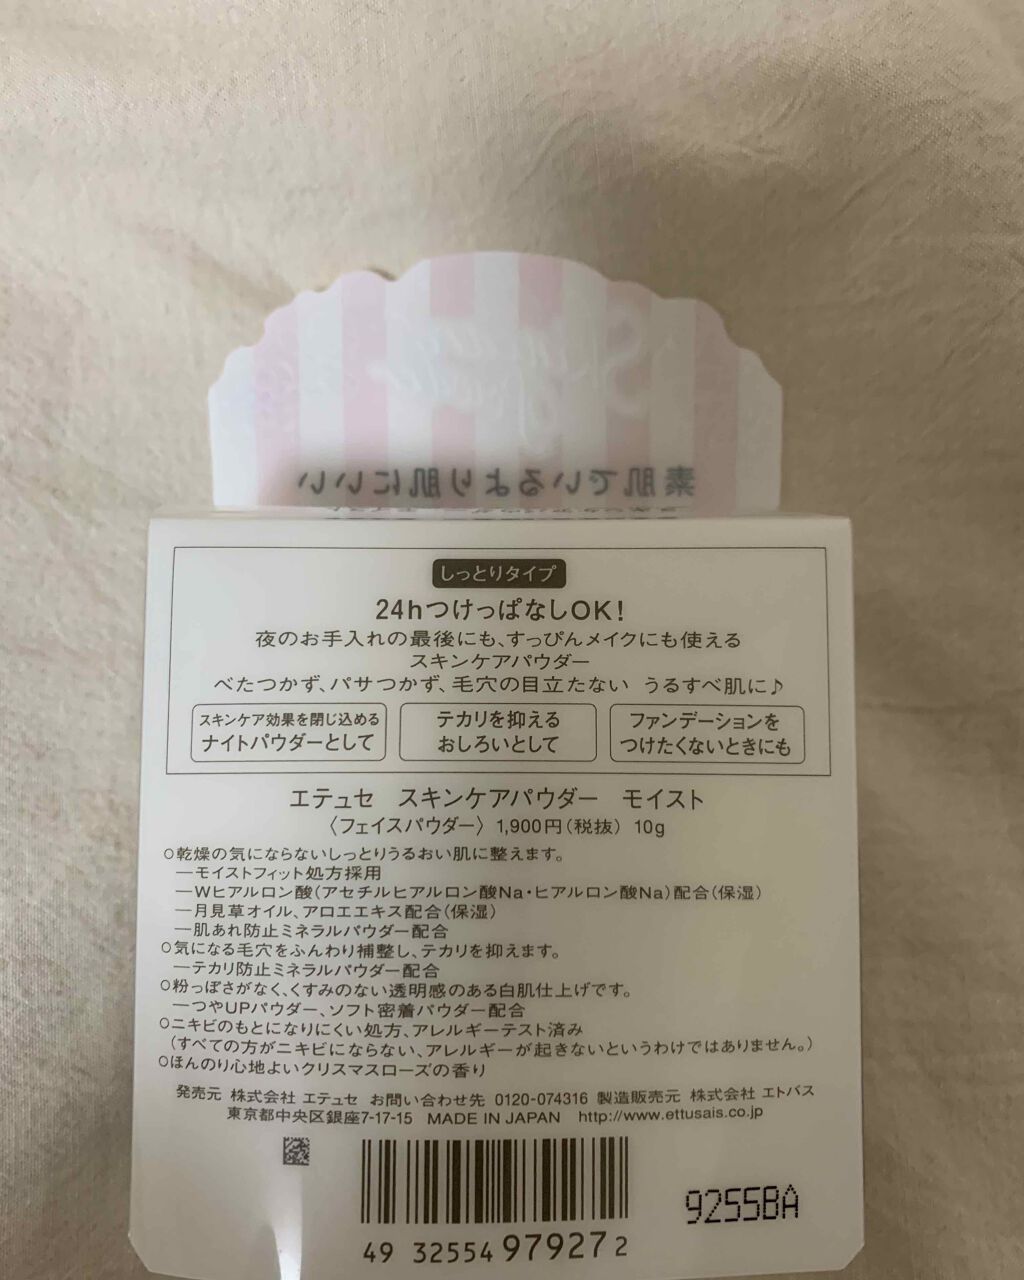 素肌でいるより肌にいい
しっとりタイプ
24hつけっぱなしOK!
夜のお手入れの最後にも、すっぴんメイクにも使える
スキンケアパウダー
べたつかず、パサつかず、毛穴の目立たない うるすべ肌に♪
スキンケア効果を閉じ込める
ナイトパウダーとして
テカリを抑える
おしろいとして
ファンデーションを
つけたくないときにも
エテュセ スキンケアパウダー モイスト
〈フェイスパウダー〉 1,900円(税抜) 10g
○乾燥の気にならないしっとりうるおい肌に整えます。
―モイストフィット処方採用
―Wヒアルロン酸(アセチルヒアルロン酸Na・ヒアルロン酸Na)配合(保湿)
―月見草オイル、アロエエキス配合(保湿)
―肌あれ防止ミネラルパウダー配合
○気になる毛穴をふんわり補整し、テカリを抑えます。
―テカリ防止ミネラルパウダー配合
○粉っぽさがなく、くすみのない透明感のある白肌仕上げです。
―つやUPパウダー、ソフト密着パウダー配合
○ニキビのもとになりにくい処方、アレルギーテスト済み
(すべての方がニキビにならない、アレルギーが起きないというわけではありません。)
○ほんのり心地よいクリスマスローズの香り
発売元 株式会社 エテュセ お問い合わせ先 0120-074316 製造販売元 株式会社 エトバス
東京都中央区銀座7-17-15 MADE IN JAPAN http://www.ettusais.co.jp
49 32554 97927 2
9255BA